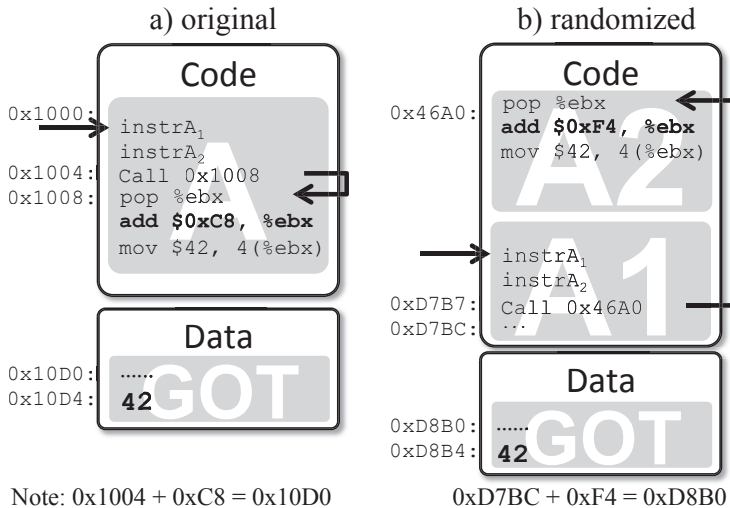 a) original
Code
A
0x1000:
instrA₁
instrA₂
0x1004: Call 0x1008
0x1008: pop %ebx
add $0xC8, %ebx
mov $42, 4(%ebx)
Data
GOT
0x10D0: ......
0x10D4: 42
Note: 0x1004 + 0xC8 = 0x10D0
b) randomized
Code
A2
pop %ebx
0x46A0: add $0xF4, %ebx
mov $42, 4(%ebx)
A1
instrA₁
instrA₂
0xD7B7: Call 0x46A0
0xD7BC: ...
Data
GOT
0xD8B0: ......
0xD8B4: 42
0xD7BC + 0xF4 = 0xD8B0